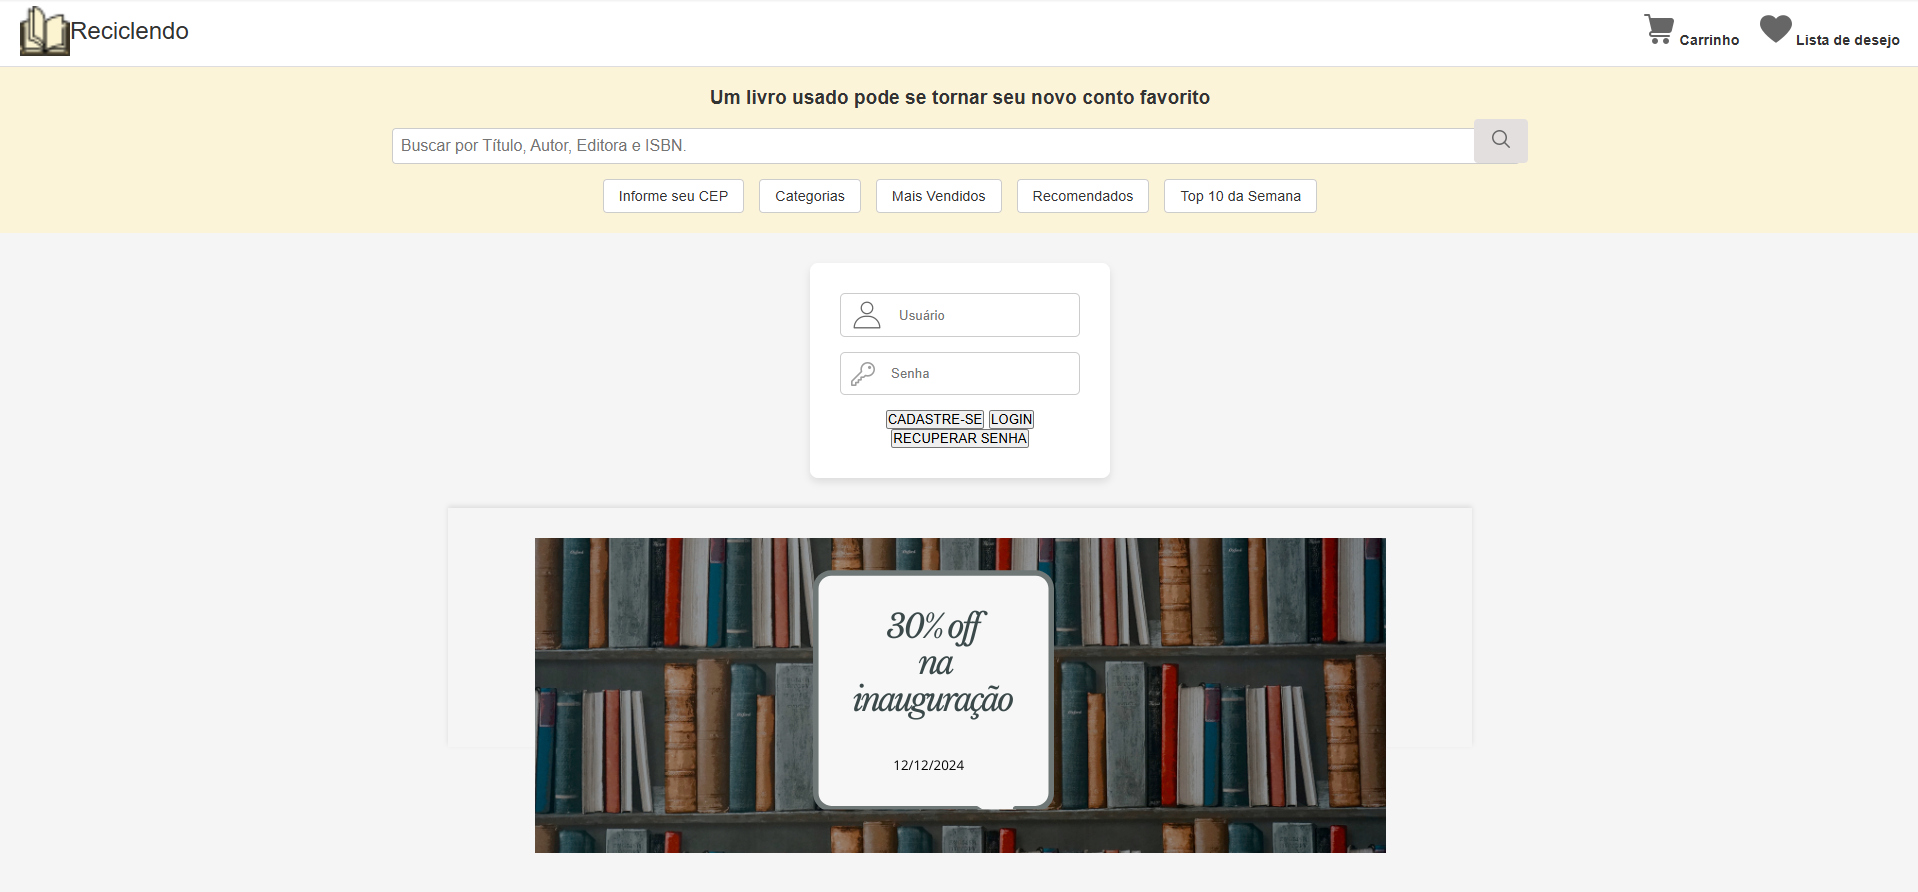 Reciclendo
Carrinho
Lista de desejo
Um livro usado pode se tornar seu novo conto favorito
Buscar por Título, Autor, Editora e ISBN.
Informe seu CEP
Categorias
Mais Vendidos
Recomendados
Top 10 da Semana
Usuário
Senha
CADASTRE-SE LOGIN
RECUPERAR SENHA
30% off
na
inauguração
12/12/2024